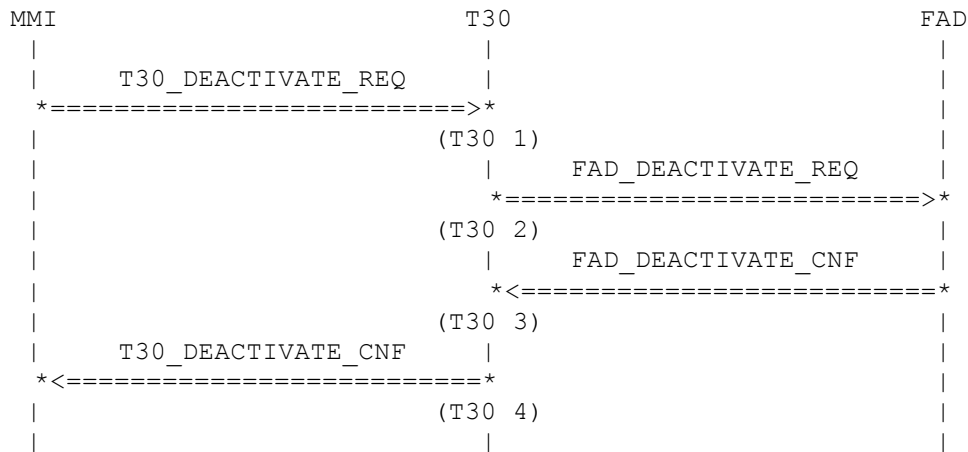 MMI T30 FAD
| | |
| T30_DEACTIVATE_REQ | |
*==========================>* |
| (T30 1) |
| | FAD_DEACTIVATE_REQ |
| *==========================>*
| (T30 2) |
| | FAD_DEACTIVATE_CNF |
| *<==========================*
| (T30 3) |
| T30_DEACTIVATE_CNF | |
*<==========================* |
| (T30 4) |
| | |